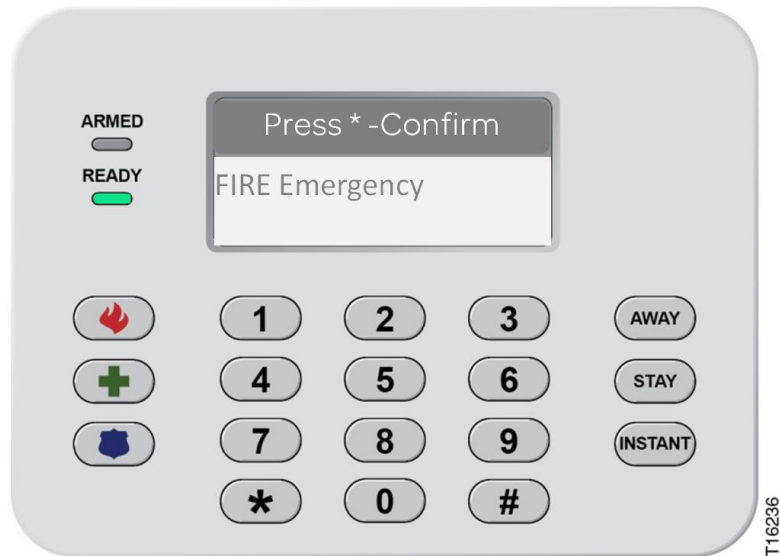 ARMED
READY
Press * -Confirm
FIRE Emergency
1 2 3 AWAY
4 5 6 STAY
7 8 9 INSTANT
* 0 #
T16236